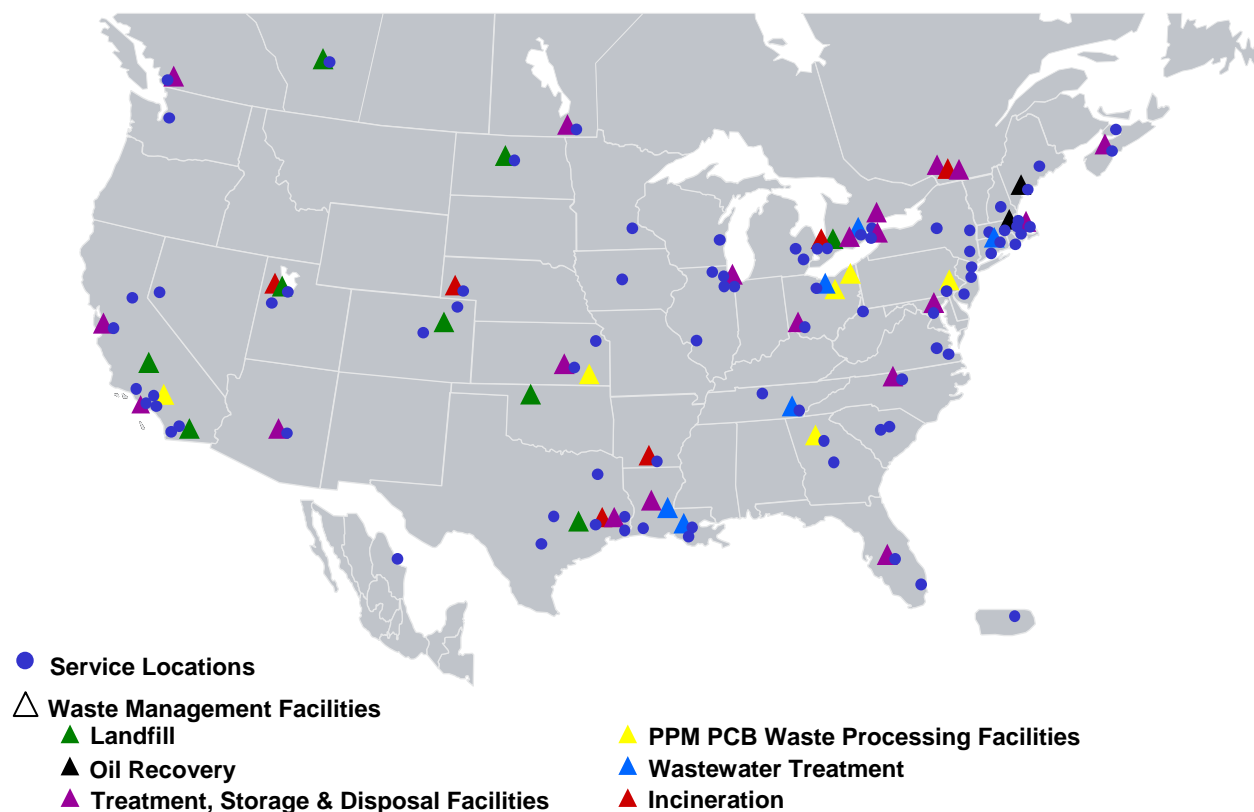 Service Locations
Waste Management Facilities
Landfill
PPM PCB Waste Processing Facilities
Oil Recovery
Wastewater Treatment
Treatment, Storage & Disposal Facilities
Incineration